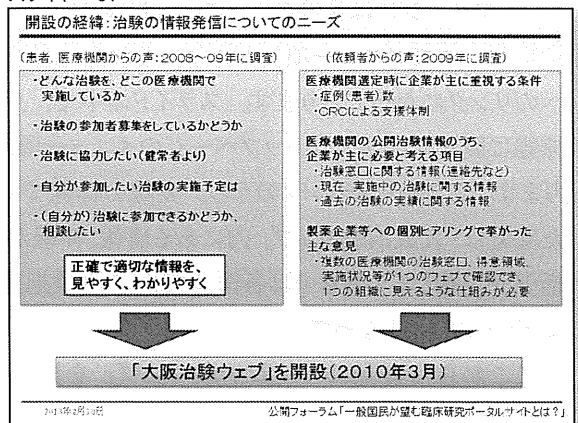 開設の経緯：治験の情報発信についてのニーズ
(患者、医療機関からの声：2008～09年に調査)
・どんな治験を、どこの医療機関で
実施しているか
・治験の参加者募集をしているかどうか
・治験に協力したい(健常者より)
・自分が参加したい治験の実施予定は
・(自分が)治験に参加できるかどうか、
相談したい
正確で適切な情報を、
見やすく、わかりやすく
(依頼者からの声：2009年に調査)
医療機関選定時に企業が主に重視する条件
・症例(患者)数
・CRCによる支援体制
医療機関の公開治験情報のうち、
企業が主に必要と考える項目
・治験窓口に関する情報(連絡先など)
・現在、実施中の治験に関する情報
・過去の治験の実績に関する情報
製薬企業等への個別ヒアリングで挙がった
主な意見
・複数の医療機関の治験窓口、得意領域、
実施状況等が1つのウェブで確認でき、
1つの組織に見えるような仕組みが必要
「大阪治験ウェブ」を開設(2010年3月)
公開フォーラム「一般国民が望む臨床研究ポータルサイトとは？」